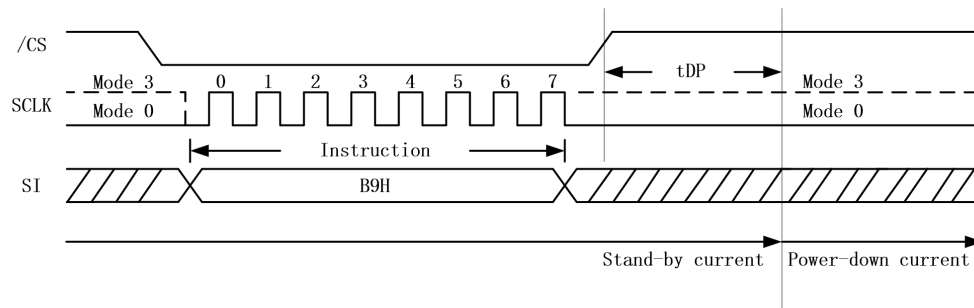 /CS
tDP
Mode 3 0 1 2 3 4 5 6 7 Mode 3
SCLK
Mode 0 Mode 0
Instruction
SI B9H
Stand-by current Power-down current